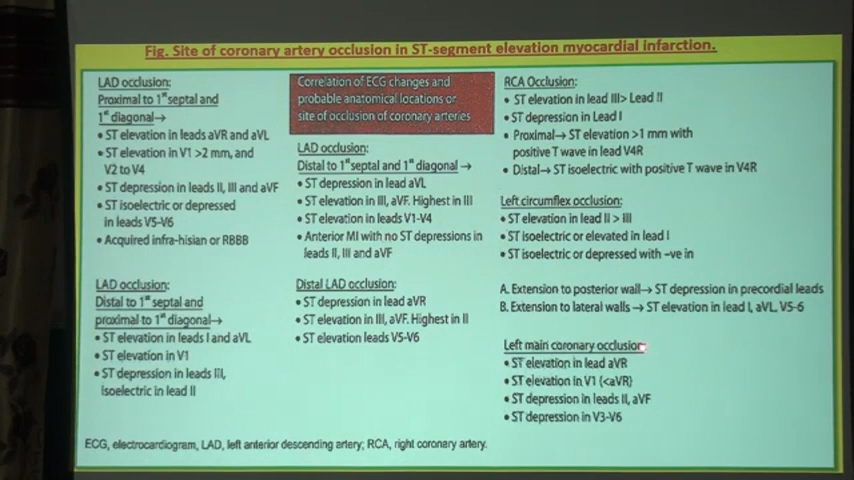 Fig. Site of coronary artery occlusion in ST-segment elevation myocardial infarction.
LAD occlusion:
Proximal to 1st septal and
1st diagonal→
• ST elevation in leads aVR and aVL
• ST elevation in V1 >2 mm, and
V2 to V4
• ST depression in leads II, III and aVF
• ST isoelectric or depressed
in leads V5-V6
• Acquired infra-hisian or RBBB
LAD occlusion:
Distal to 1st septal and
proximal to 1st diagonal→
• ST elevation in leads I and aVL
• ST elevation in V1
• ST depression in leads III,
isoelectric in lead II
Correlation of ECG changes and
probable anatomical locations or
site of occlusion of coronary arteries
LAD occlusion:
Distal to 1st septal and 1st diagonal →
• ST depression in lead aVL
• ST elevation in III, aVF. Highest in III
• ST elevation in leads V1-V4
• Anterior MI with no ST depressions in
leads II, III and aVF
Distal LAD occlusion:
• ST depression in lead aVR
• ST elevation in III, aVF. Highest in II
• ST elevation leads V5-V6
RCA Occlusion:
• ST elevation in lead III> Lead II
• ST depression in Lead I
• Proximal→ ST elevation >1 mm with
positive T wave in lead V4R
• Distal→ ST isoelectric with positive T wave in V4R
Left circumflex occlusion:
• ST elevation in lead II > III
• ST isoelectric or elevated in lead I
• ST isoelectric or depressed with -ve in
A. Extension to posterior wall→ ST depression in precordial leads
B. Extension to lateral walls → ST elevation in lead I, aVL, V5-6
Left main coronary occlusion
• ST elevation in lead aVR
• ST elevation in V1 (<aVR)
• ST depression in leads II, aVF
• ST depression in V3-V6
ECG, electrocardiogram, LAD, left anterior descending artery; RCA, right coronary artery.